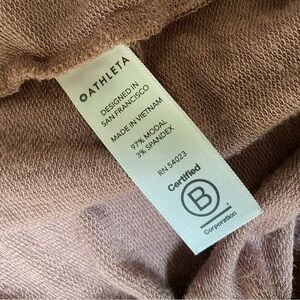 ATHLETA
DESIGNED IN
SAN FRANCISCO
MADE IN VIETNAM
97% MODAL
3% SPANDEX
RN 54023
Certified
B
Corporation